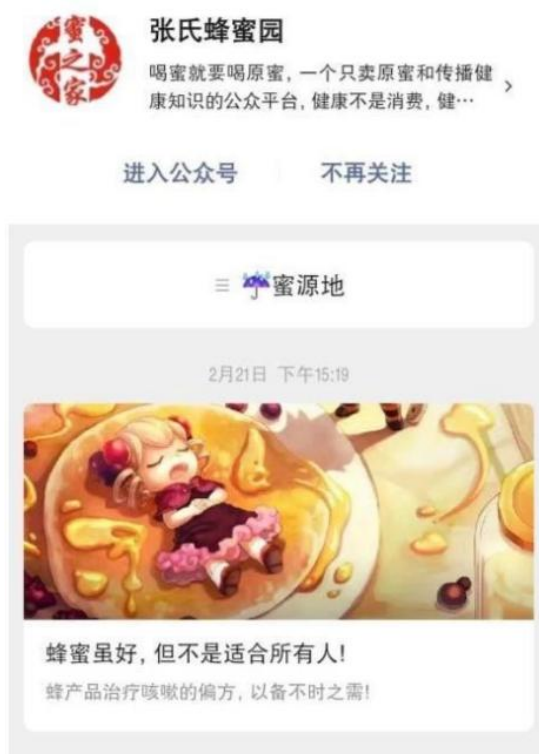 蜜之家
张氏蜂蜜园
喝蜜就要喝原蜜，一个只卖原蜜和传播健
康知识的公众平台，健康不是消费，健…
进入公众号 不再关注
蜜源地
2月21日 下午15:19
蜂蜜虽好，但不是适合所有人!
蜂产品治疗咳嗽的偏方，以备不时之需!